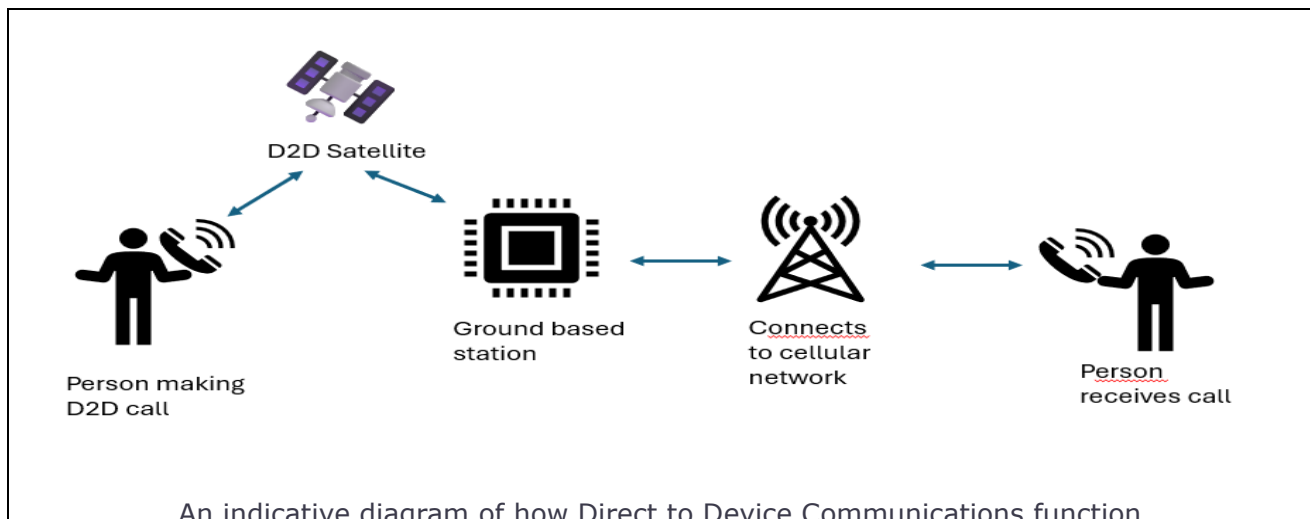 D2D Satellite
Ground based
station
Connects
to cellular
network
Person making
D2D call
Person
receives call
An indicative diagram of how Direct to Device Communications function